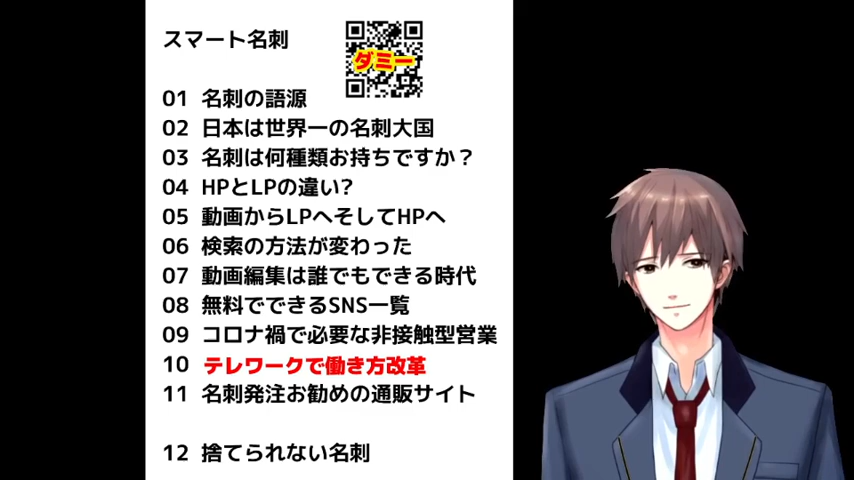 スマート名刺
ダミー
01 名刺の語源
02 日本は世界一の名刺大国
03 名刺は何種類お持ちですか？
04 HPとLPの違い?
05 動画からLPへそしてHPへ
06 検索の方法が変わった
07 動画編集は誰でもできる時代
08 無料でできるSNS一覧
09 コロナ禍で必要な非接触型営業
10 テレワークで働き方改革
11 名刺発注お勧めの通販サイト
12 捨てられない名刺